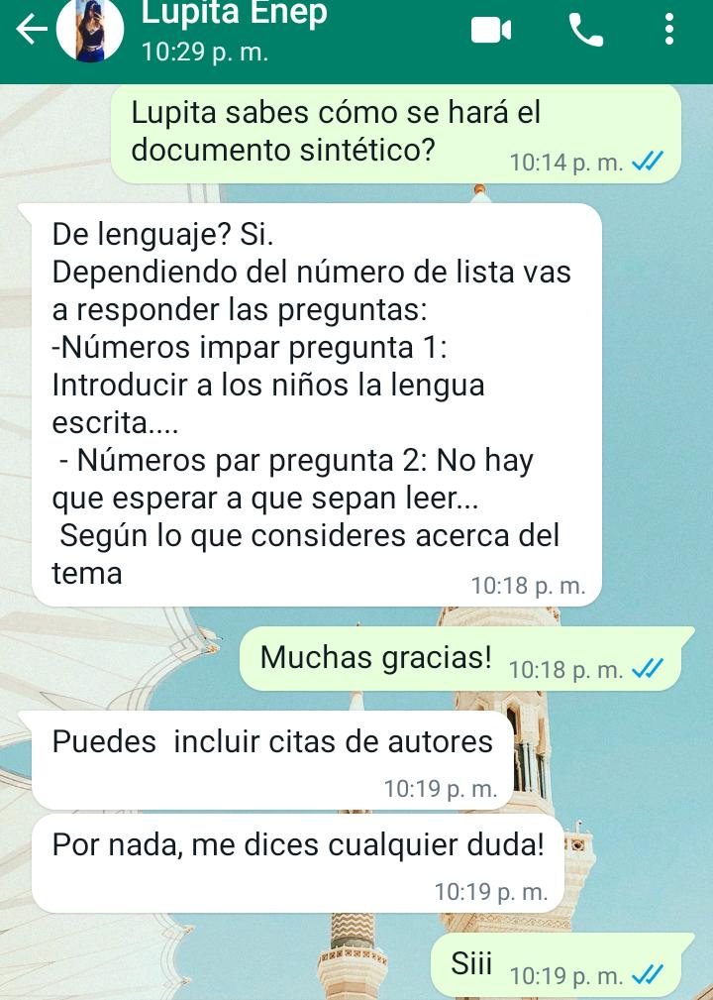 Lupita Enep
10:29 p. m.
Lupita sabes cómo se hará el
documento sintético?
10:14 p. m.
De lenguaje? Si.
Dependiendo del número de lista vas
a responder las preguntas:
-Números impar pregunta 1:
Introducir a los niños la lengua
escrita....
- Números par pregunta 2: No hay
que esperar a que sepan leer...
Según lo que consideres acerca del
tema
10:18 p. m.
Muchas gracias!
10:18 p. m.
Puedes  incluir citas de autores
10:19 p. m.
Por nada, me dices cualquier duda!
10:19 p. m.
Siii
10:19 p. m.